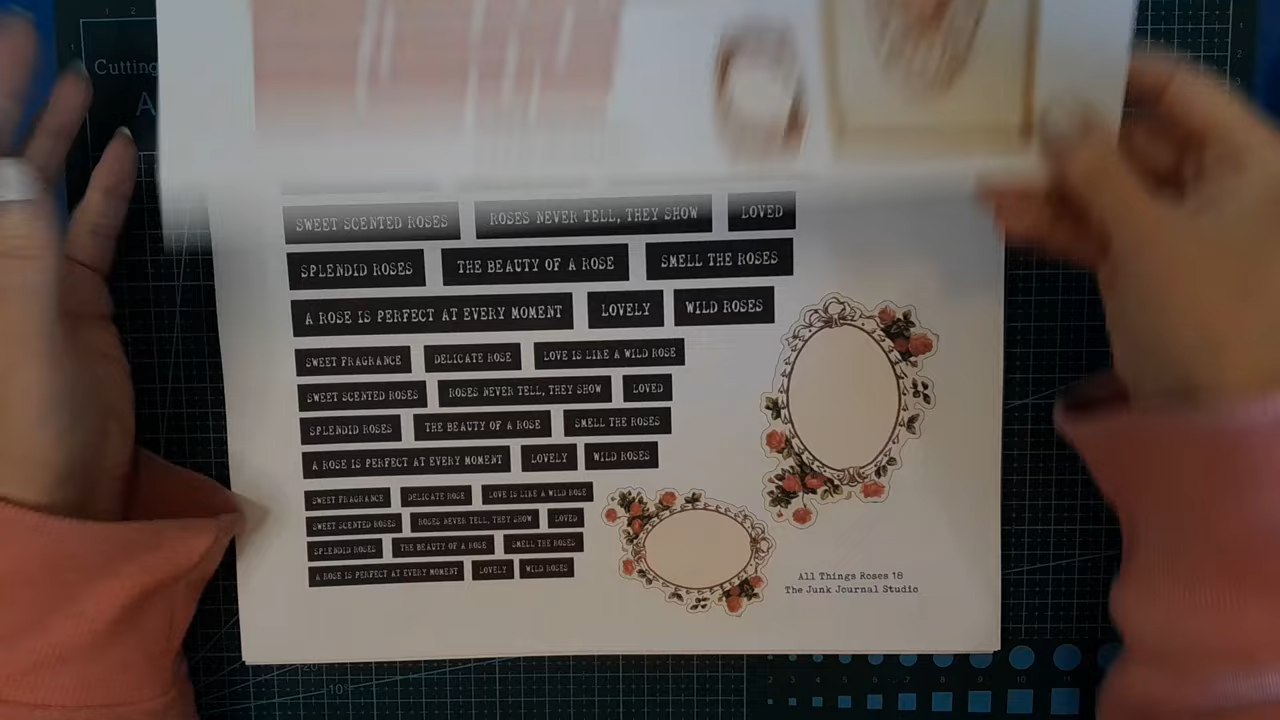 Cutting
A
SWEET SCENTED ROSES ROSES NEVER TELL, THEY SHOW LOVED
SPLENDID ROSES THE BEAUTY OF A ROSE SMELL THE ROSES
A ROSE IS PERFECT AT EVERY MOMENT LOVELY WILD ROSES
SWEET FRAGRANCE DELICATE ROSE LOVE IS LIKE A WILD ROSE
SWEET SCENTED ROSES ROSES NEVER TELL, THEY SHOW LOVED
SPLENDID ROSES THE BEAUTY OF A ROSE SMELL THE ROSES
A ROSE IS PERFECT AT EVERY MOMENT LOVELY WILD ROSES
SWEET FRAGRANCE DELICATE ROSE LOVE IS LIKE A WILD ROSE
SWEET SCENTED ROSES ROSES NEVER TELL, THEY SHOW LOVED
SPLENDID ROSES THE BEAUTY OF A ROSE SMELL THE ROSES
A ROSE IS PERFECT AT EVERY MOMENT LOVELY WILD ROSES
All Things Roses 18
The Junk Journal Studio